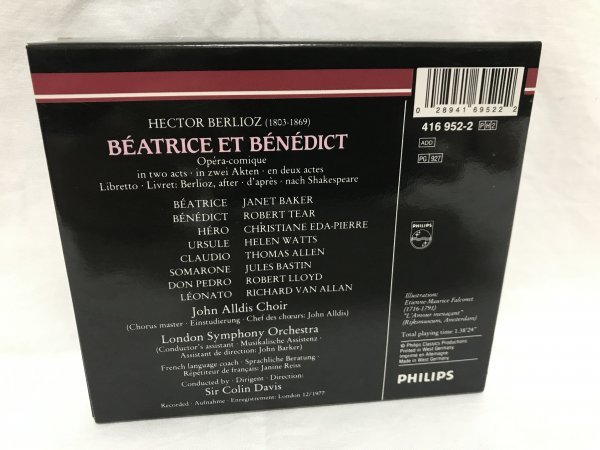 HECTOR BERLIOZ (1803-1869)
BÉATRICE ET BÉNÉDICT
Opéra-comique
in two acts · in zwei Akten · en deux actes
Libretto · Livret: Berlioz, after · d'après · nach Shakespeare
BÉATRICE JANET BAKER
BÉNÉDICT ROBERT TEAR
HÉRO CHRISTIANE EDA-PIERRE
URSULE HELEN WATTS
CLAUDIO THOMAS ALLEN
SOMARONE JULES BASTIN
DON PEDRO ROBERT LLOYD
LÉONATO RICHARD VAN ALLAN
John Alldis Choir
(Chorus master · Einstudierung · Chef des chœurs: John Alldis)
London Symphony Orchestra
(Conductor's assistant · Musikalische Assistenz ·
Assistant de direction: John Barker)
French language coach · Sprachliche Beratung ·
Répétiteur de français: Janine Reiss
Conducted by · Dirigent · Direction:
Sir Colin Davis
Recorded · Aufnahme · Enregistrement: London 12/1977
0 28941 69522 2
416 952-2 PH2
ADD
PG 927
PHILIPS
Illustration:
Etienne-Maurice Falconet
(1716-1791)
"L'Amour menaçant"
(Rijksmuseum, Amsterdam)
Total playing time: 1.38'24"
© Philips Classics Productions
Printed in West Germany
Imprimé en Allemagne
Made in West Germany
PHILIPS